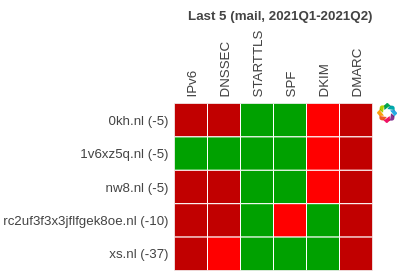 Last 5 (mail, 2021Q1-2021Q2)
IPv6
DNSSEC
STARTTLS
SPF
DKIM
DMARC
0kh.nl (-5)
1v6xz5q.nl (-5)
nw8.nl (-5)
rc2uf3f3x3jflfgek8oe.nl (-10)
xs.nl (-37)